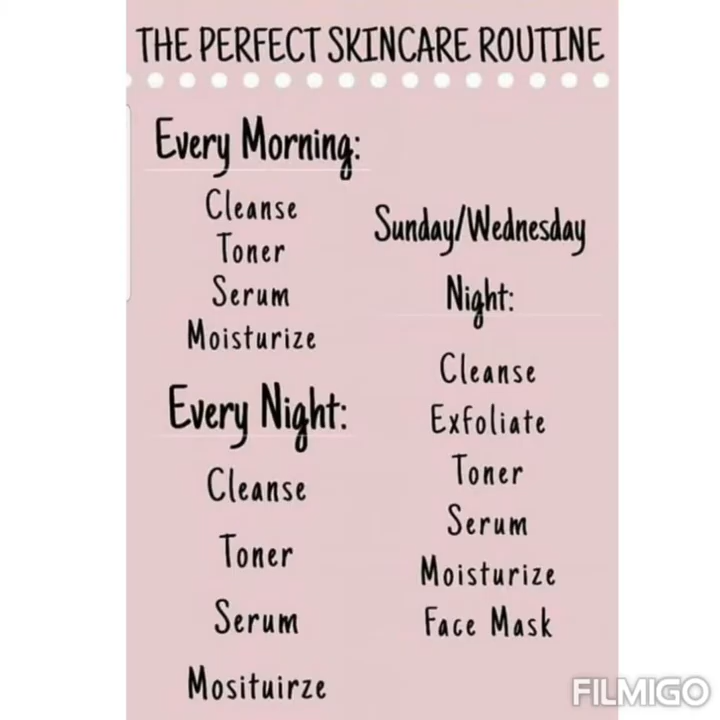 THE PERFECT SKINCARE ROUTINE
Every Morning:
Cleanse
Toner
Serum
Moisturize
Every Night:
Cleanse
Toner
Serum
Mosituirze
Sunday/Wednesday
Night:
Cleanse
Exfoliate
Toner
Serum
Moisturize
Face Mask
FILMIGO